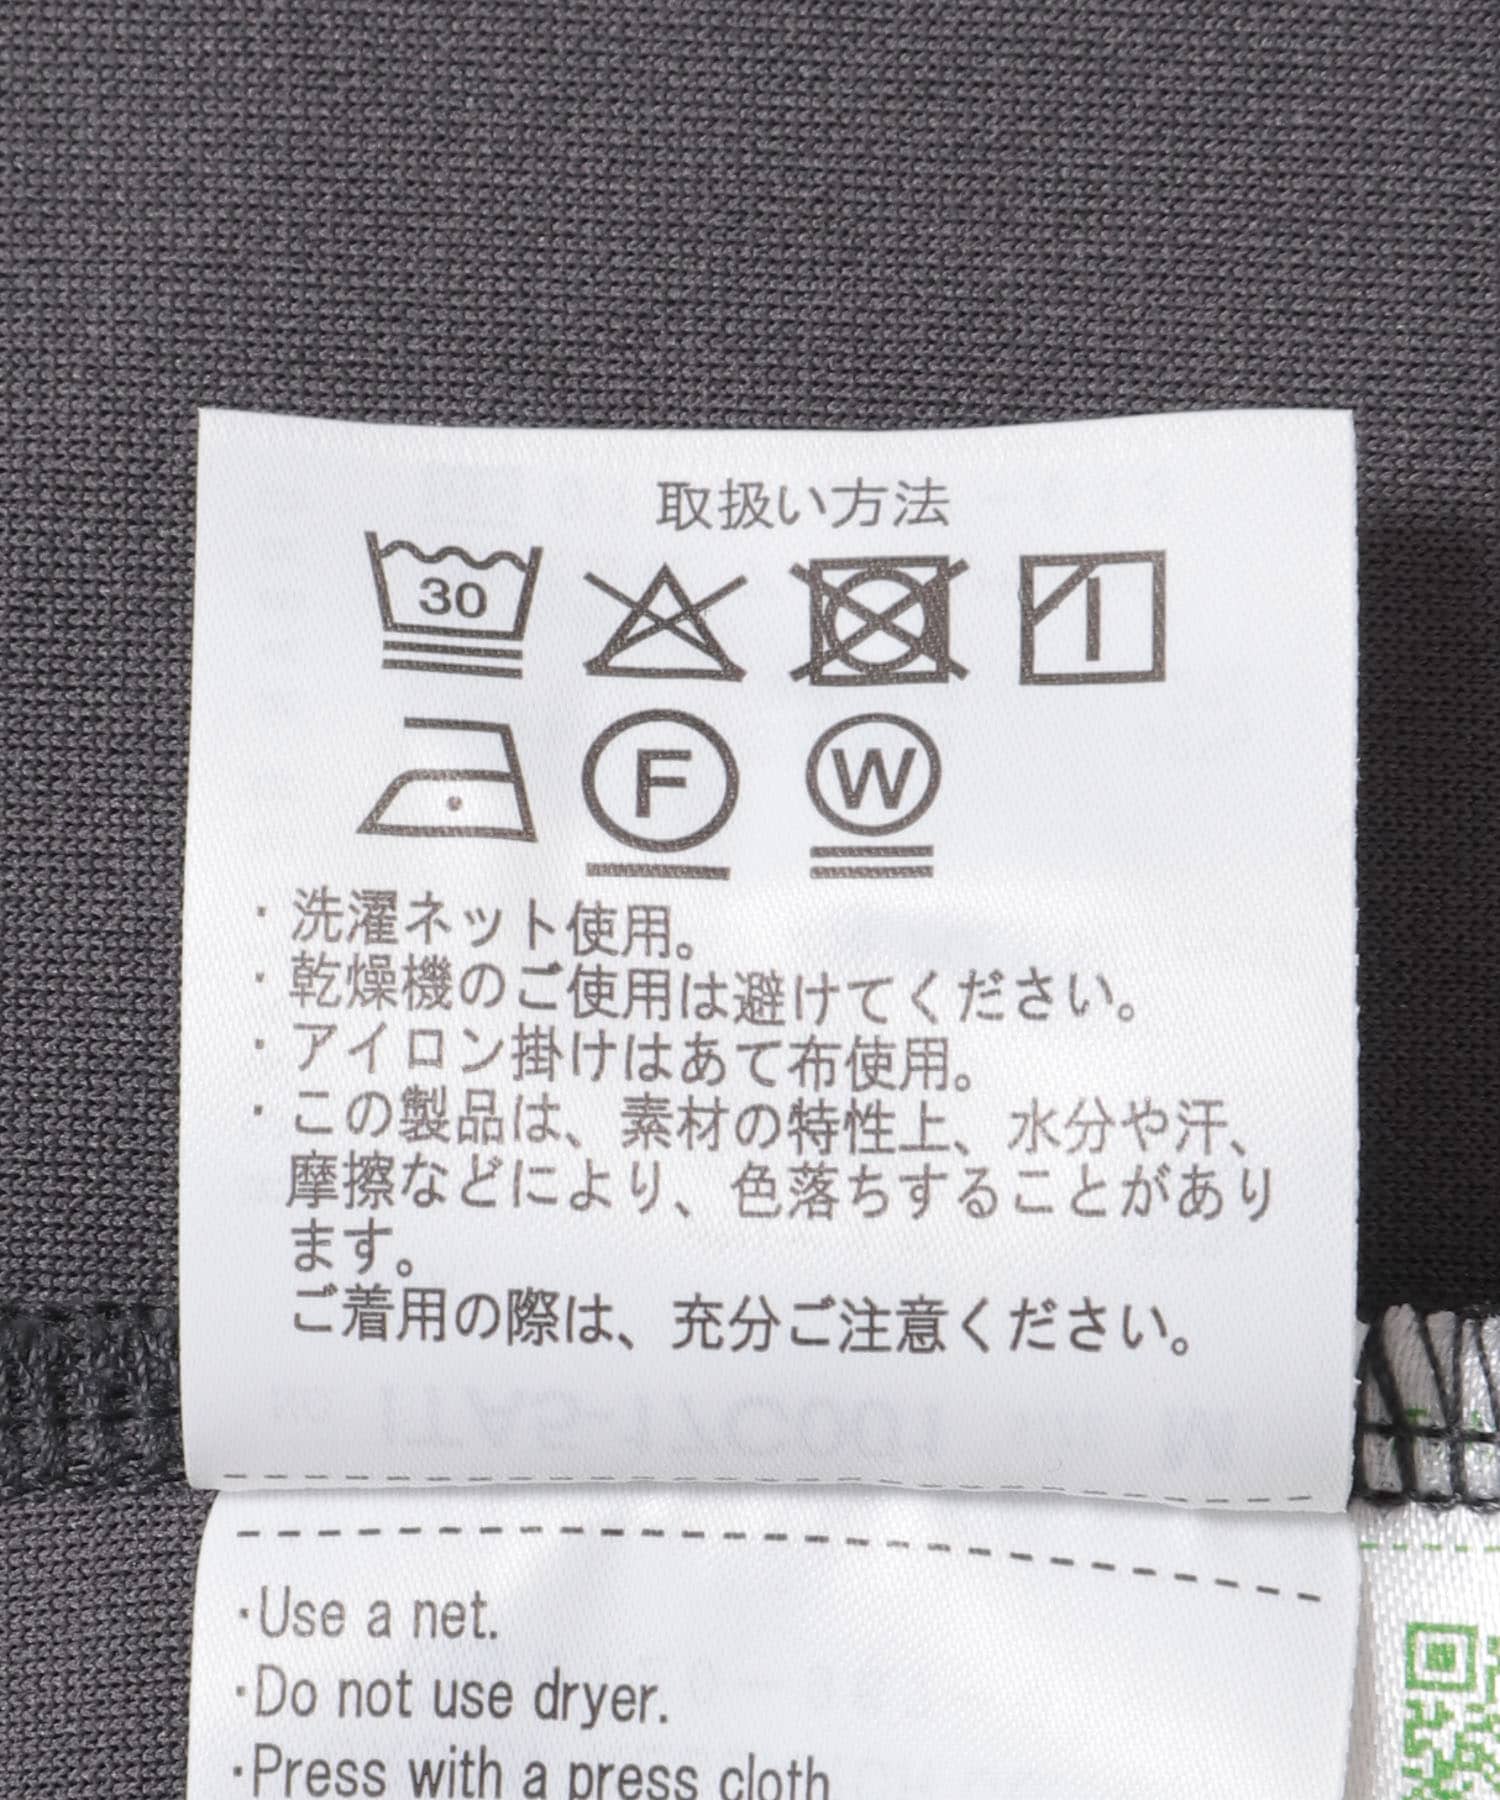 取扱い方法
30
F
W
・洗濯ネット使用。
・乾燥機のご使用は避けてください。
・アイロン掛けはあて布使用。
・この製品は、素材の特性上、水分や汗、
摩擦などにより、色落ちすることがあり
ます。
ご着用の際は、充分ご注意ください。
・Use a net.
・Do not use dryer.
・Press with a press cloth